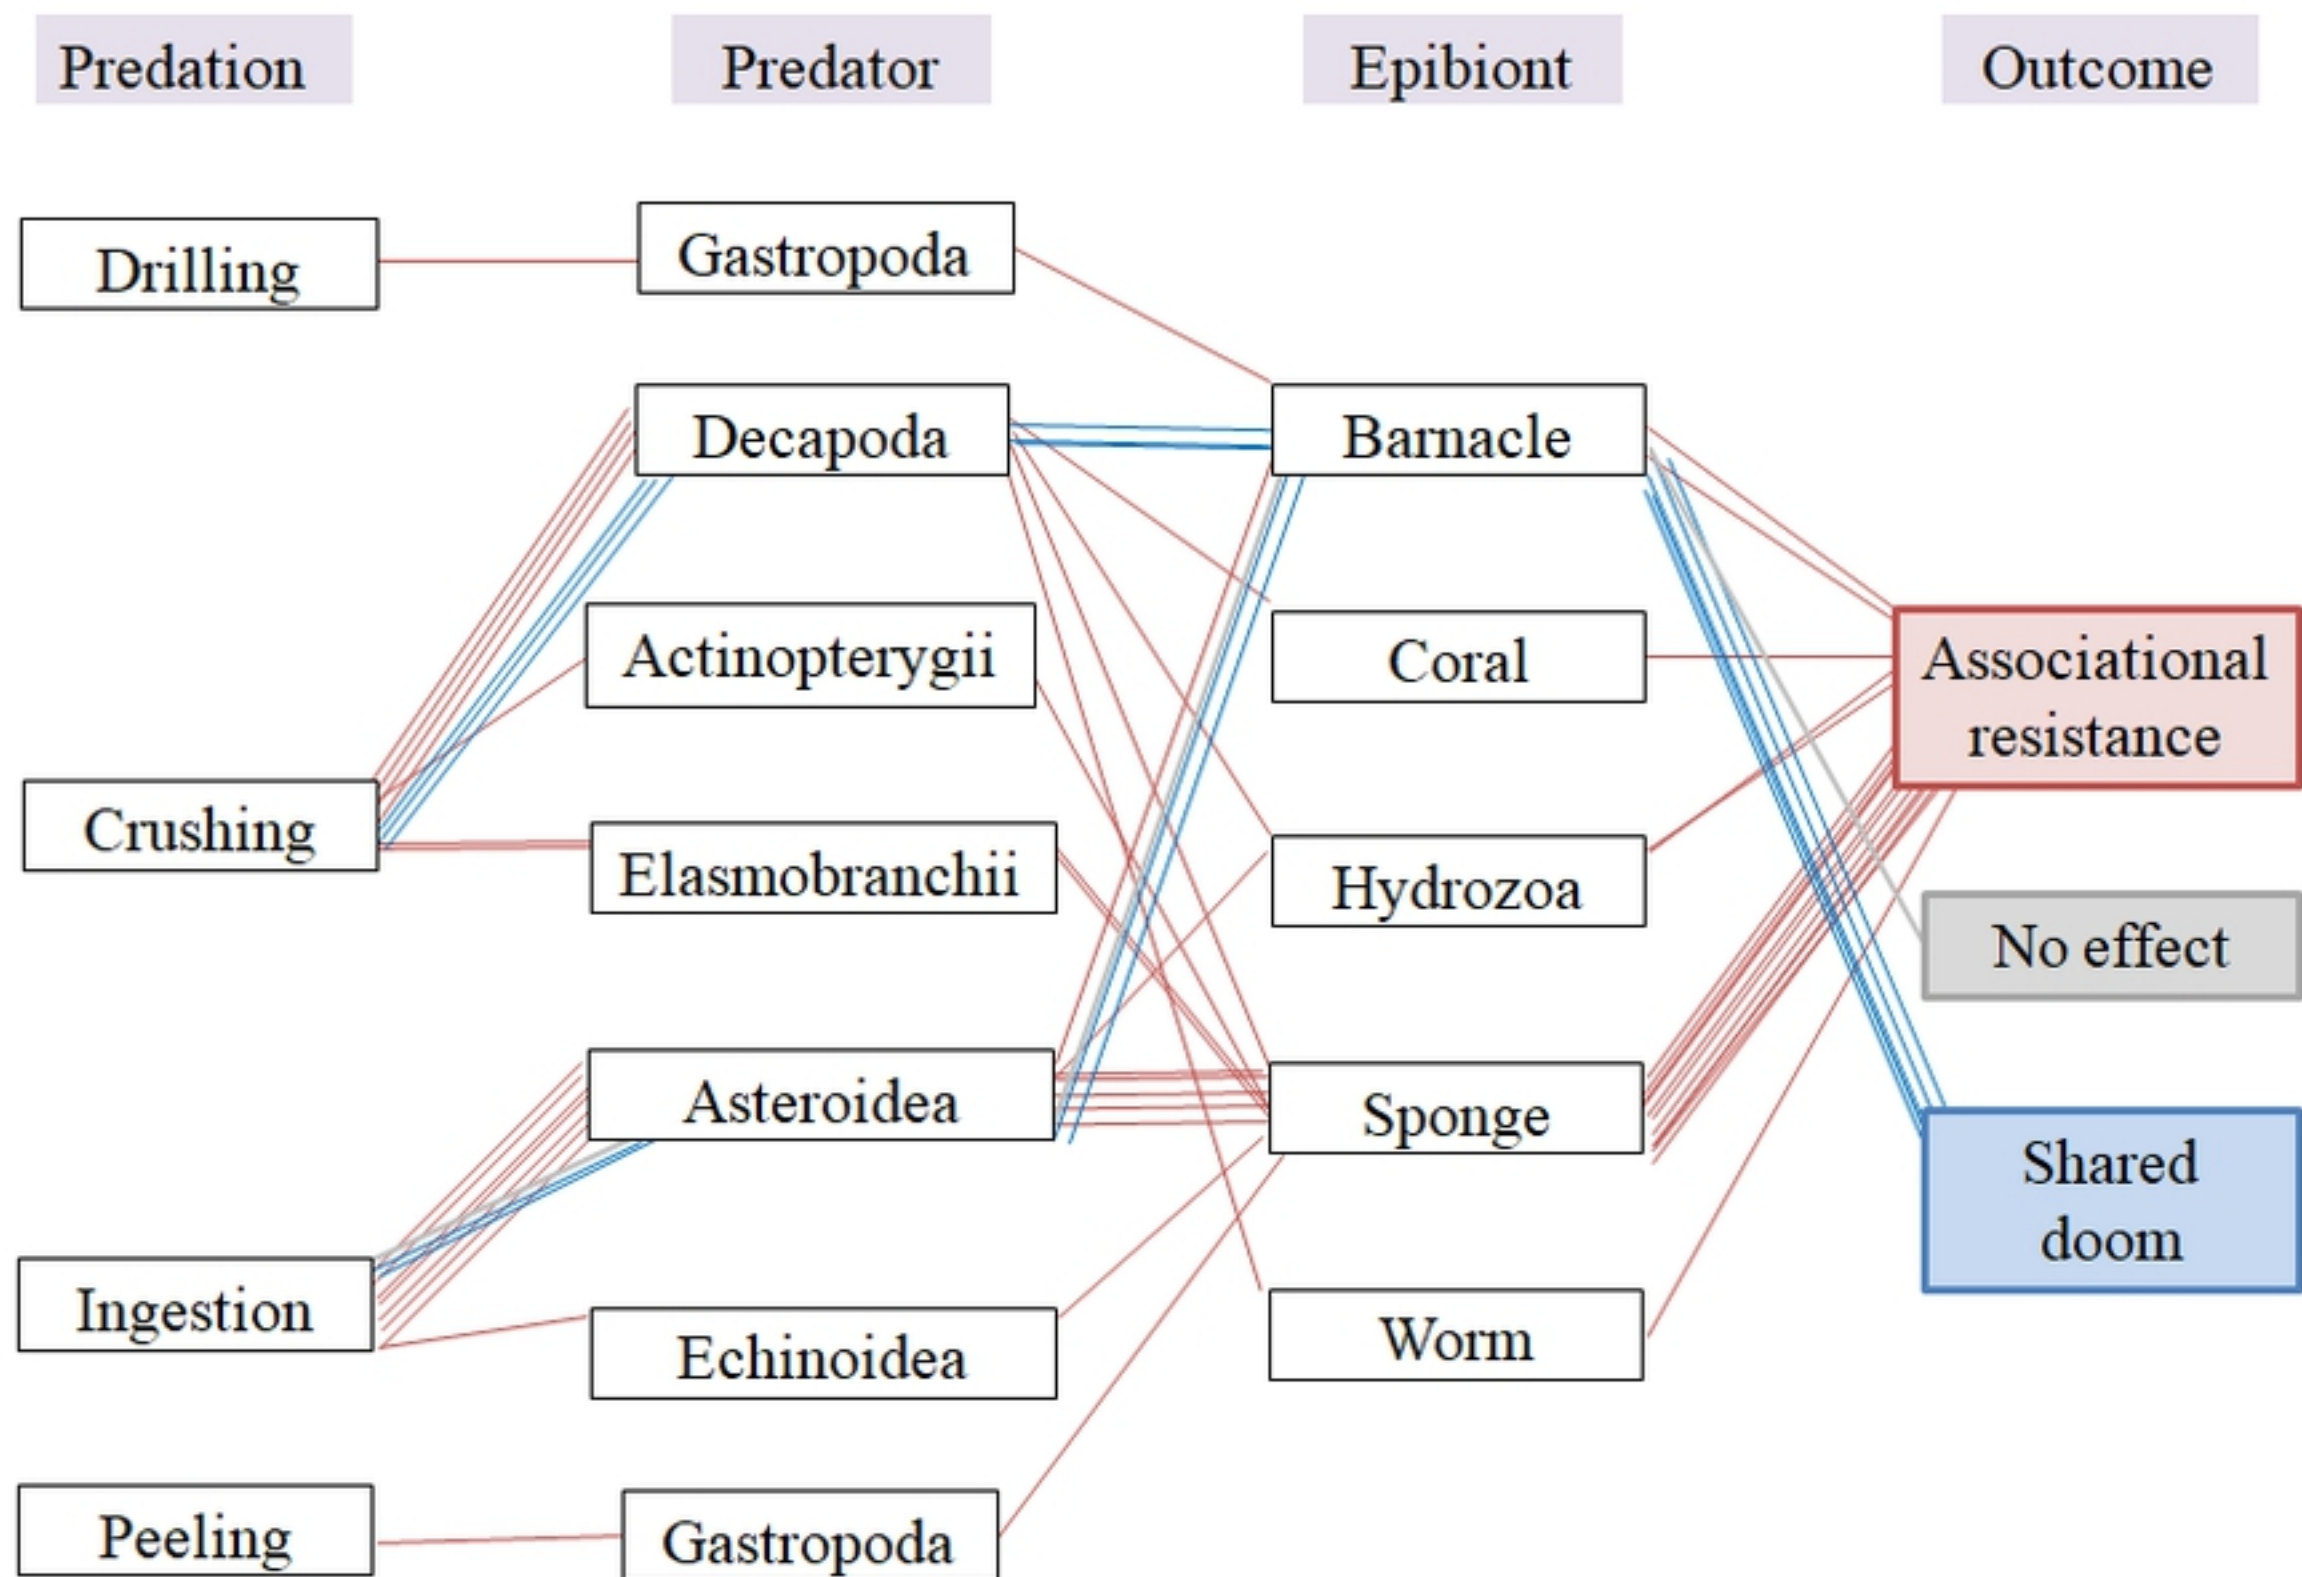 Predation
Predator
Epibiont
Outcome
Drilling
Gastropoda
Decapoda
Barnacle
Actinopterygii
Coral
Associational
resistance
Crushing
Elasmobranchii
Hydrozoa
No effect
Asteroidea
Sponge
Shared
doom
Ingestion
Echinoidea
Worm
Peeling
Gastropoda